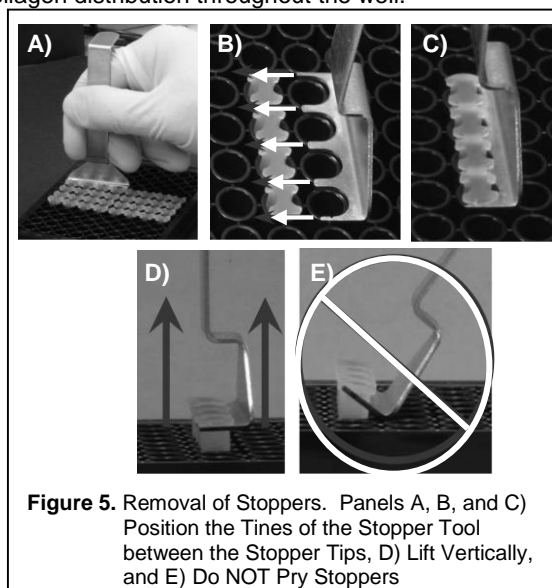 distribution throughout the well.
A)
B)
C)
D)
E)
Figure 5. Removal of Stoppers. Panels A, B, and C)
Position the Tines of the Stopper Tool
between the Stopper Tips, D) Lift Vertically,
and E) Do NOT Pry Stoppers